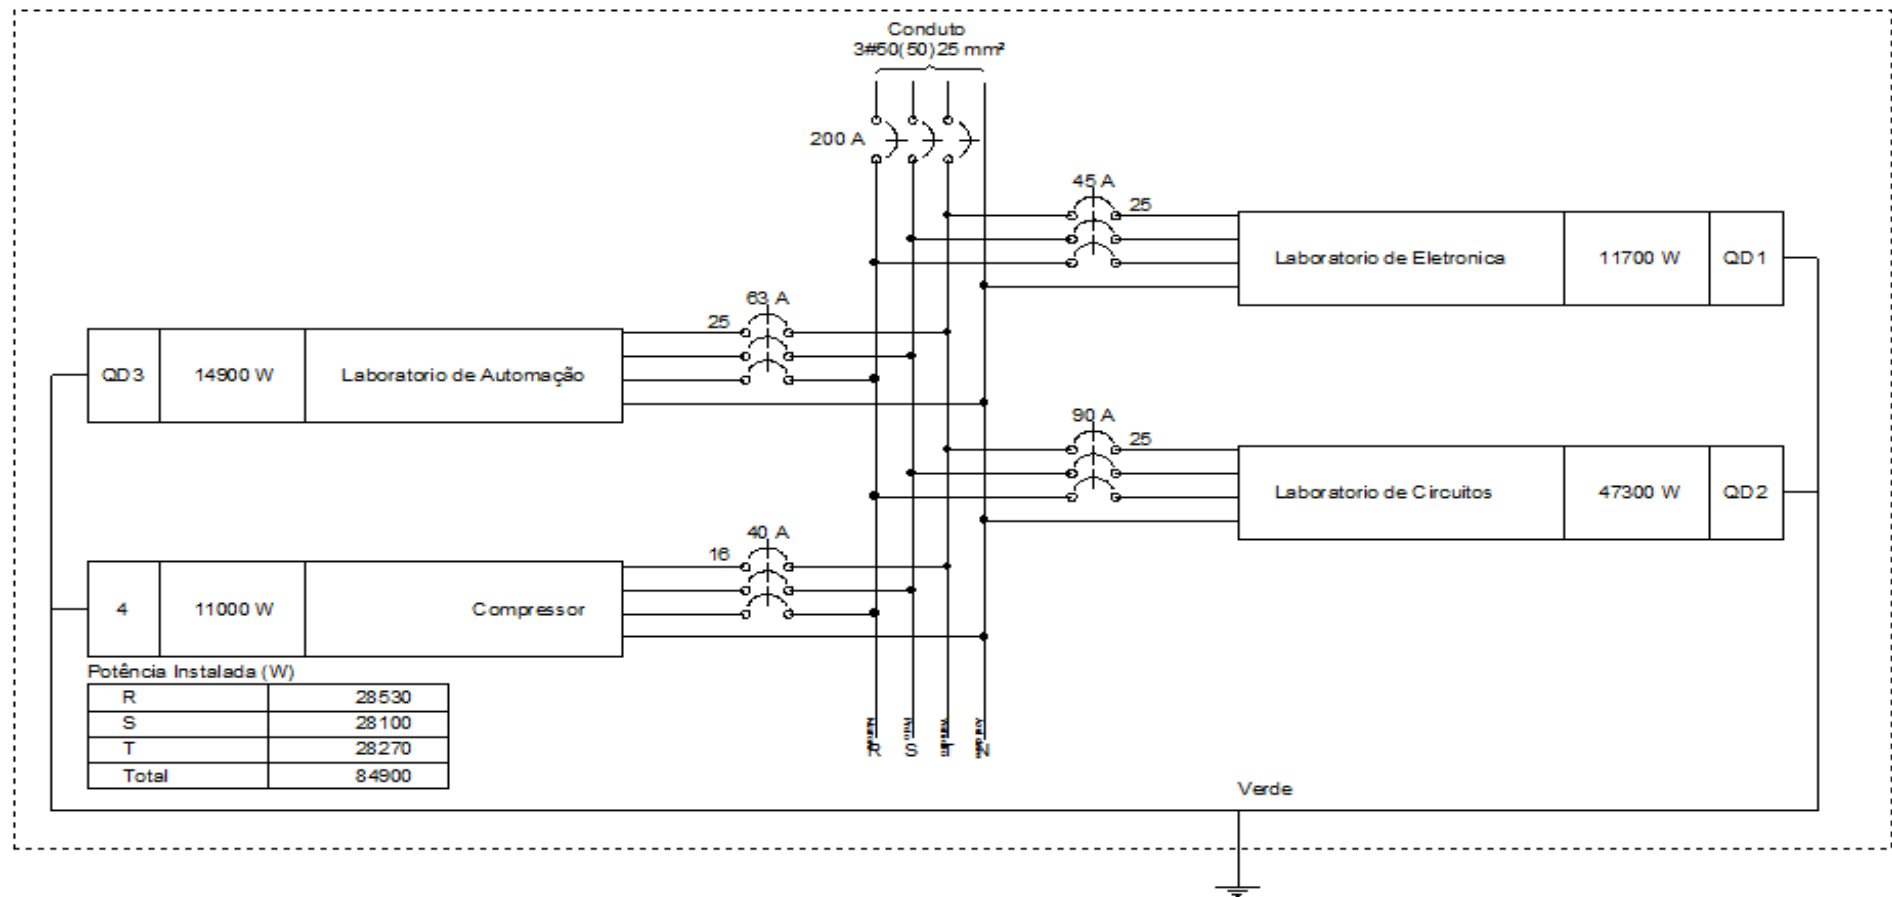 Conduto
3#50(50)25 mm²
200 A
45 A
25
Laboratorio de Eletronica 11700 W QD1
63 A
25
QD3 14900 W Laboratorio de Automação
90 A
25
Laboratorio de Circuitos 47300 W QD2
40 A
16
4 11000 W Compressor
Potência Instalada (W)
R 28530
S 28100
T 28270
Total 84900
R S T N
Verde